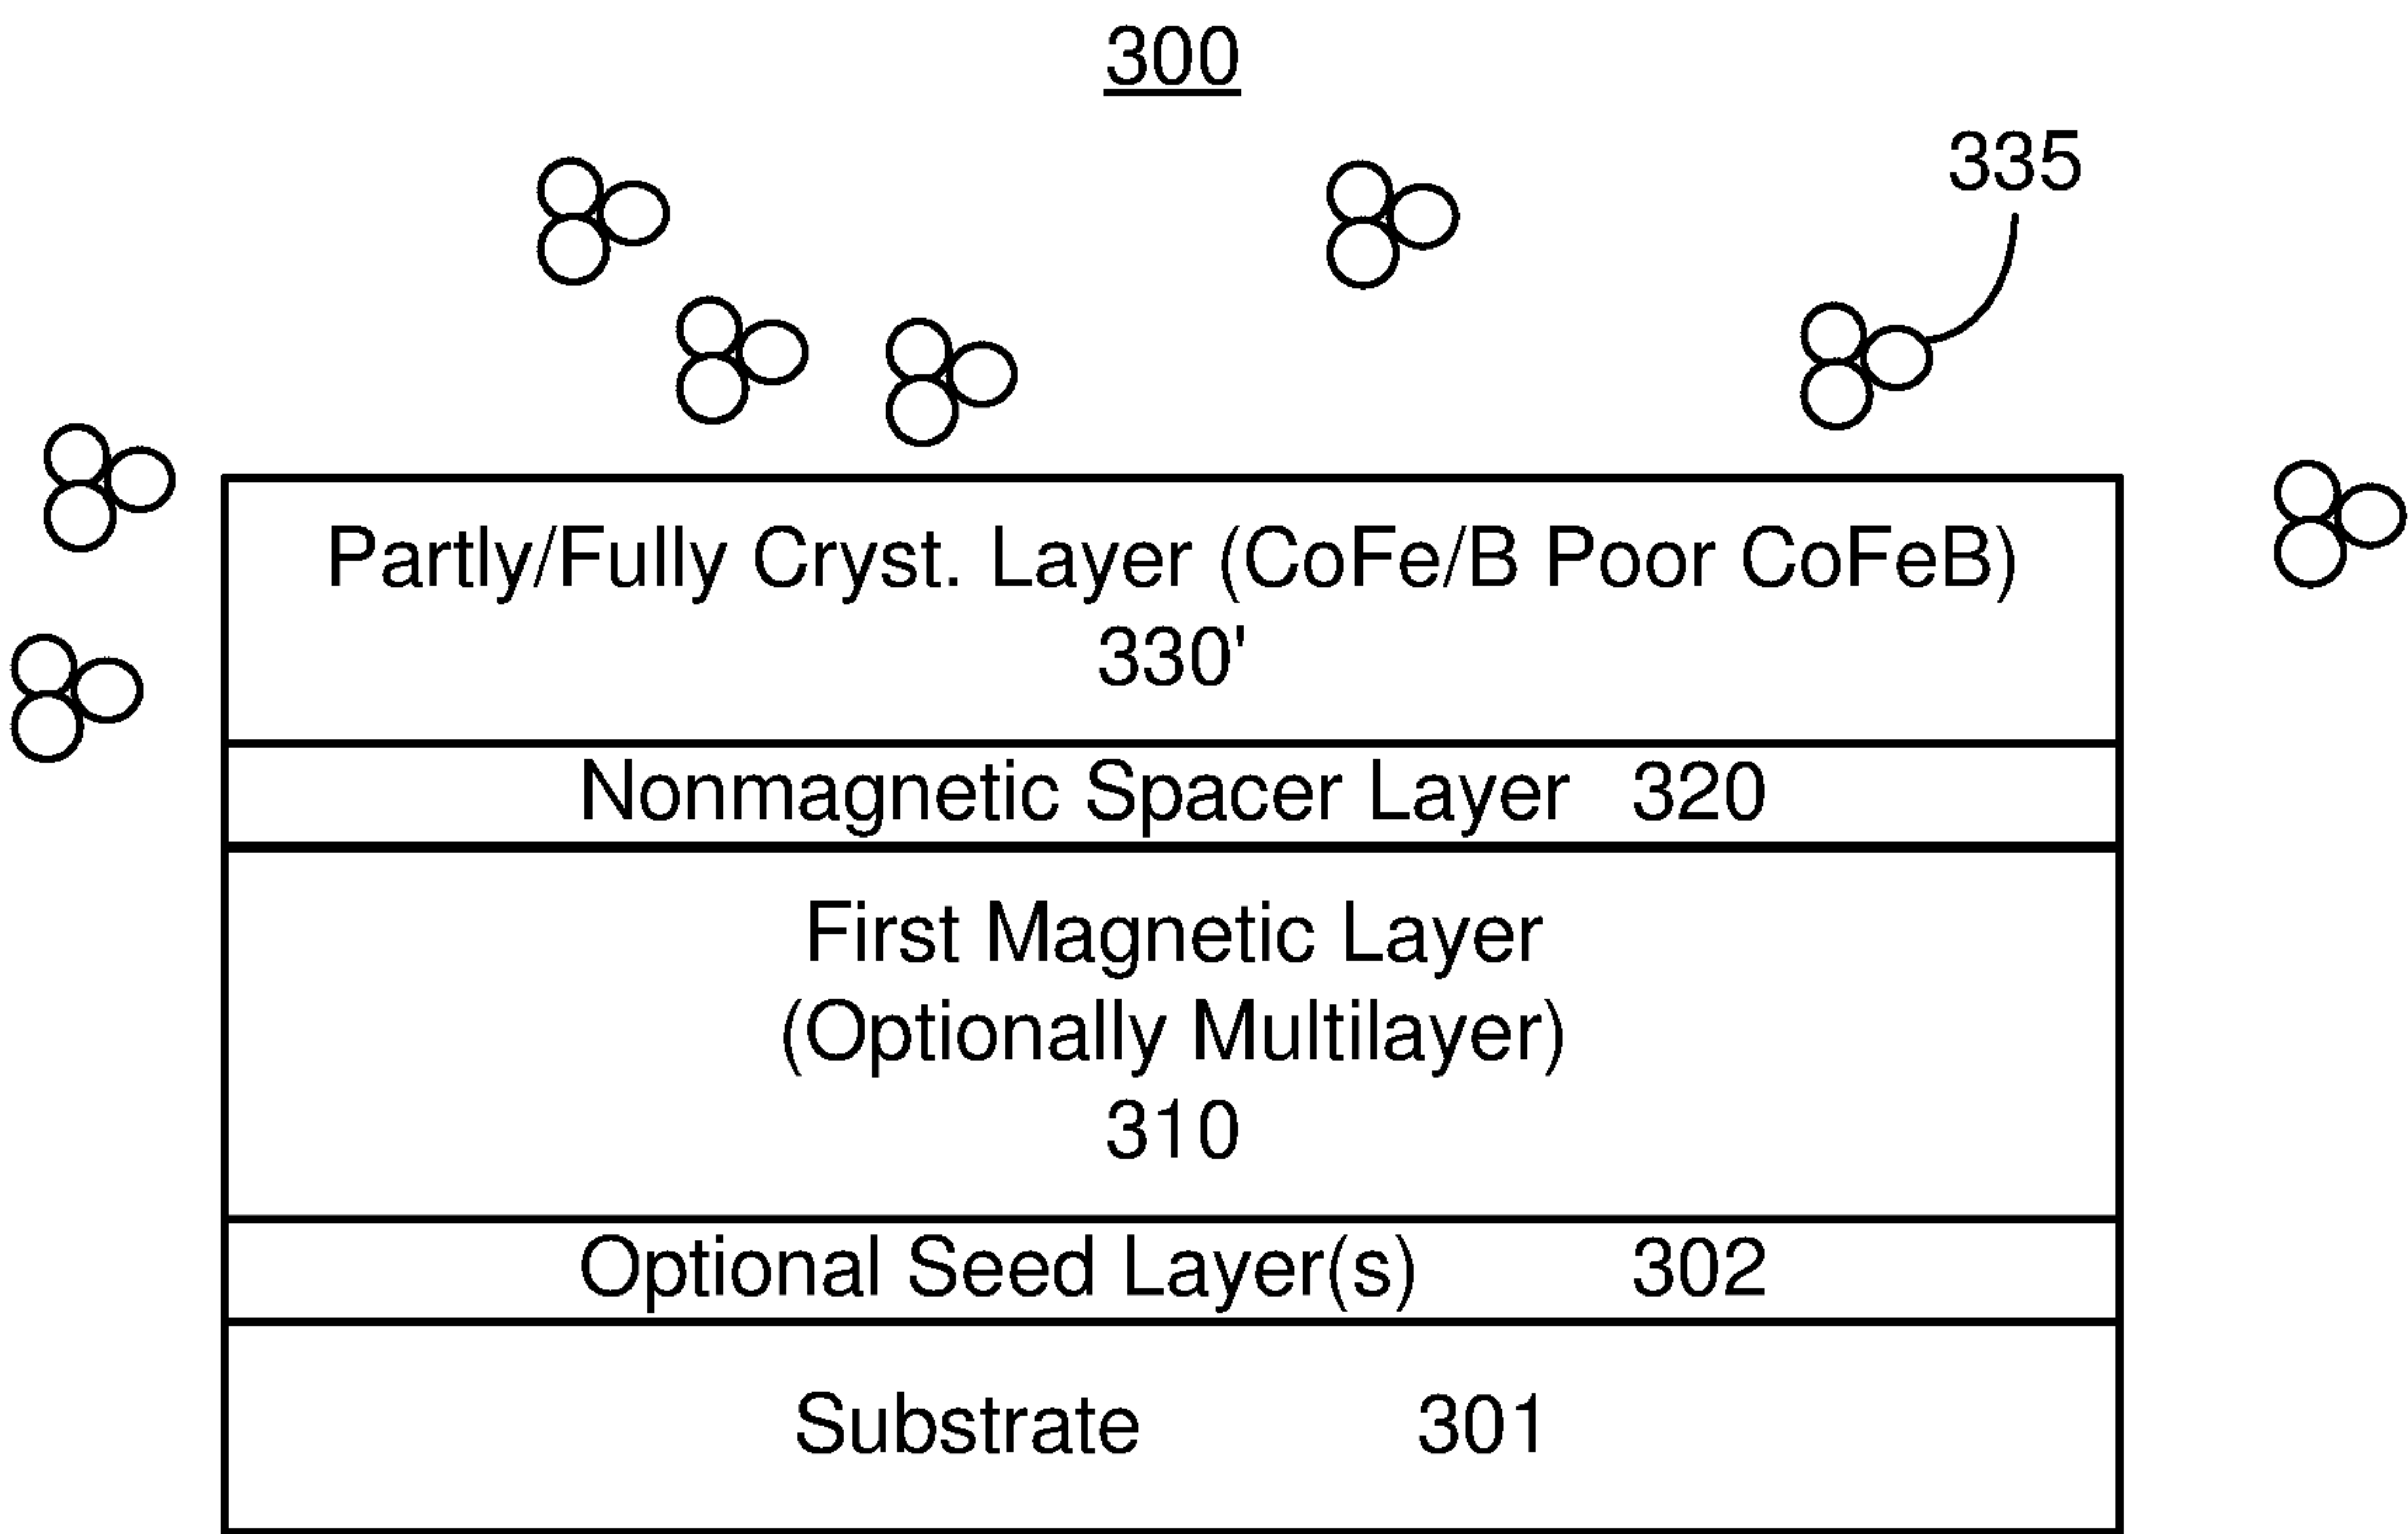 300
335
Partly/Fully Cryst. Layer (CoFe/B Poor CoFeB)
330'
Nonmagnetic Spacer Layer 320
First Magnetic Layer
(Optionally Multilayer)
310
Optional Seed Layer(s) 302
Substrate 301